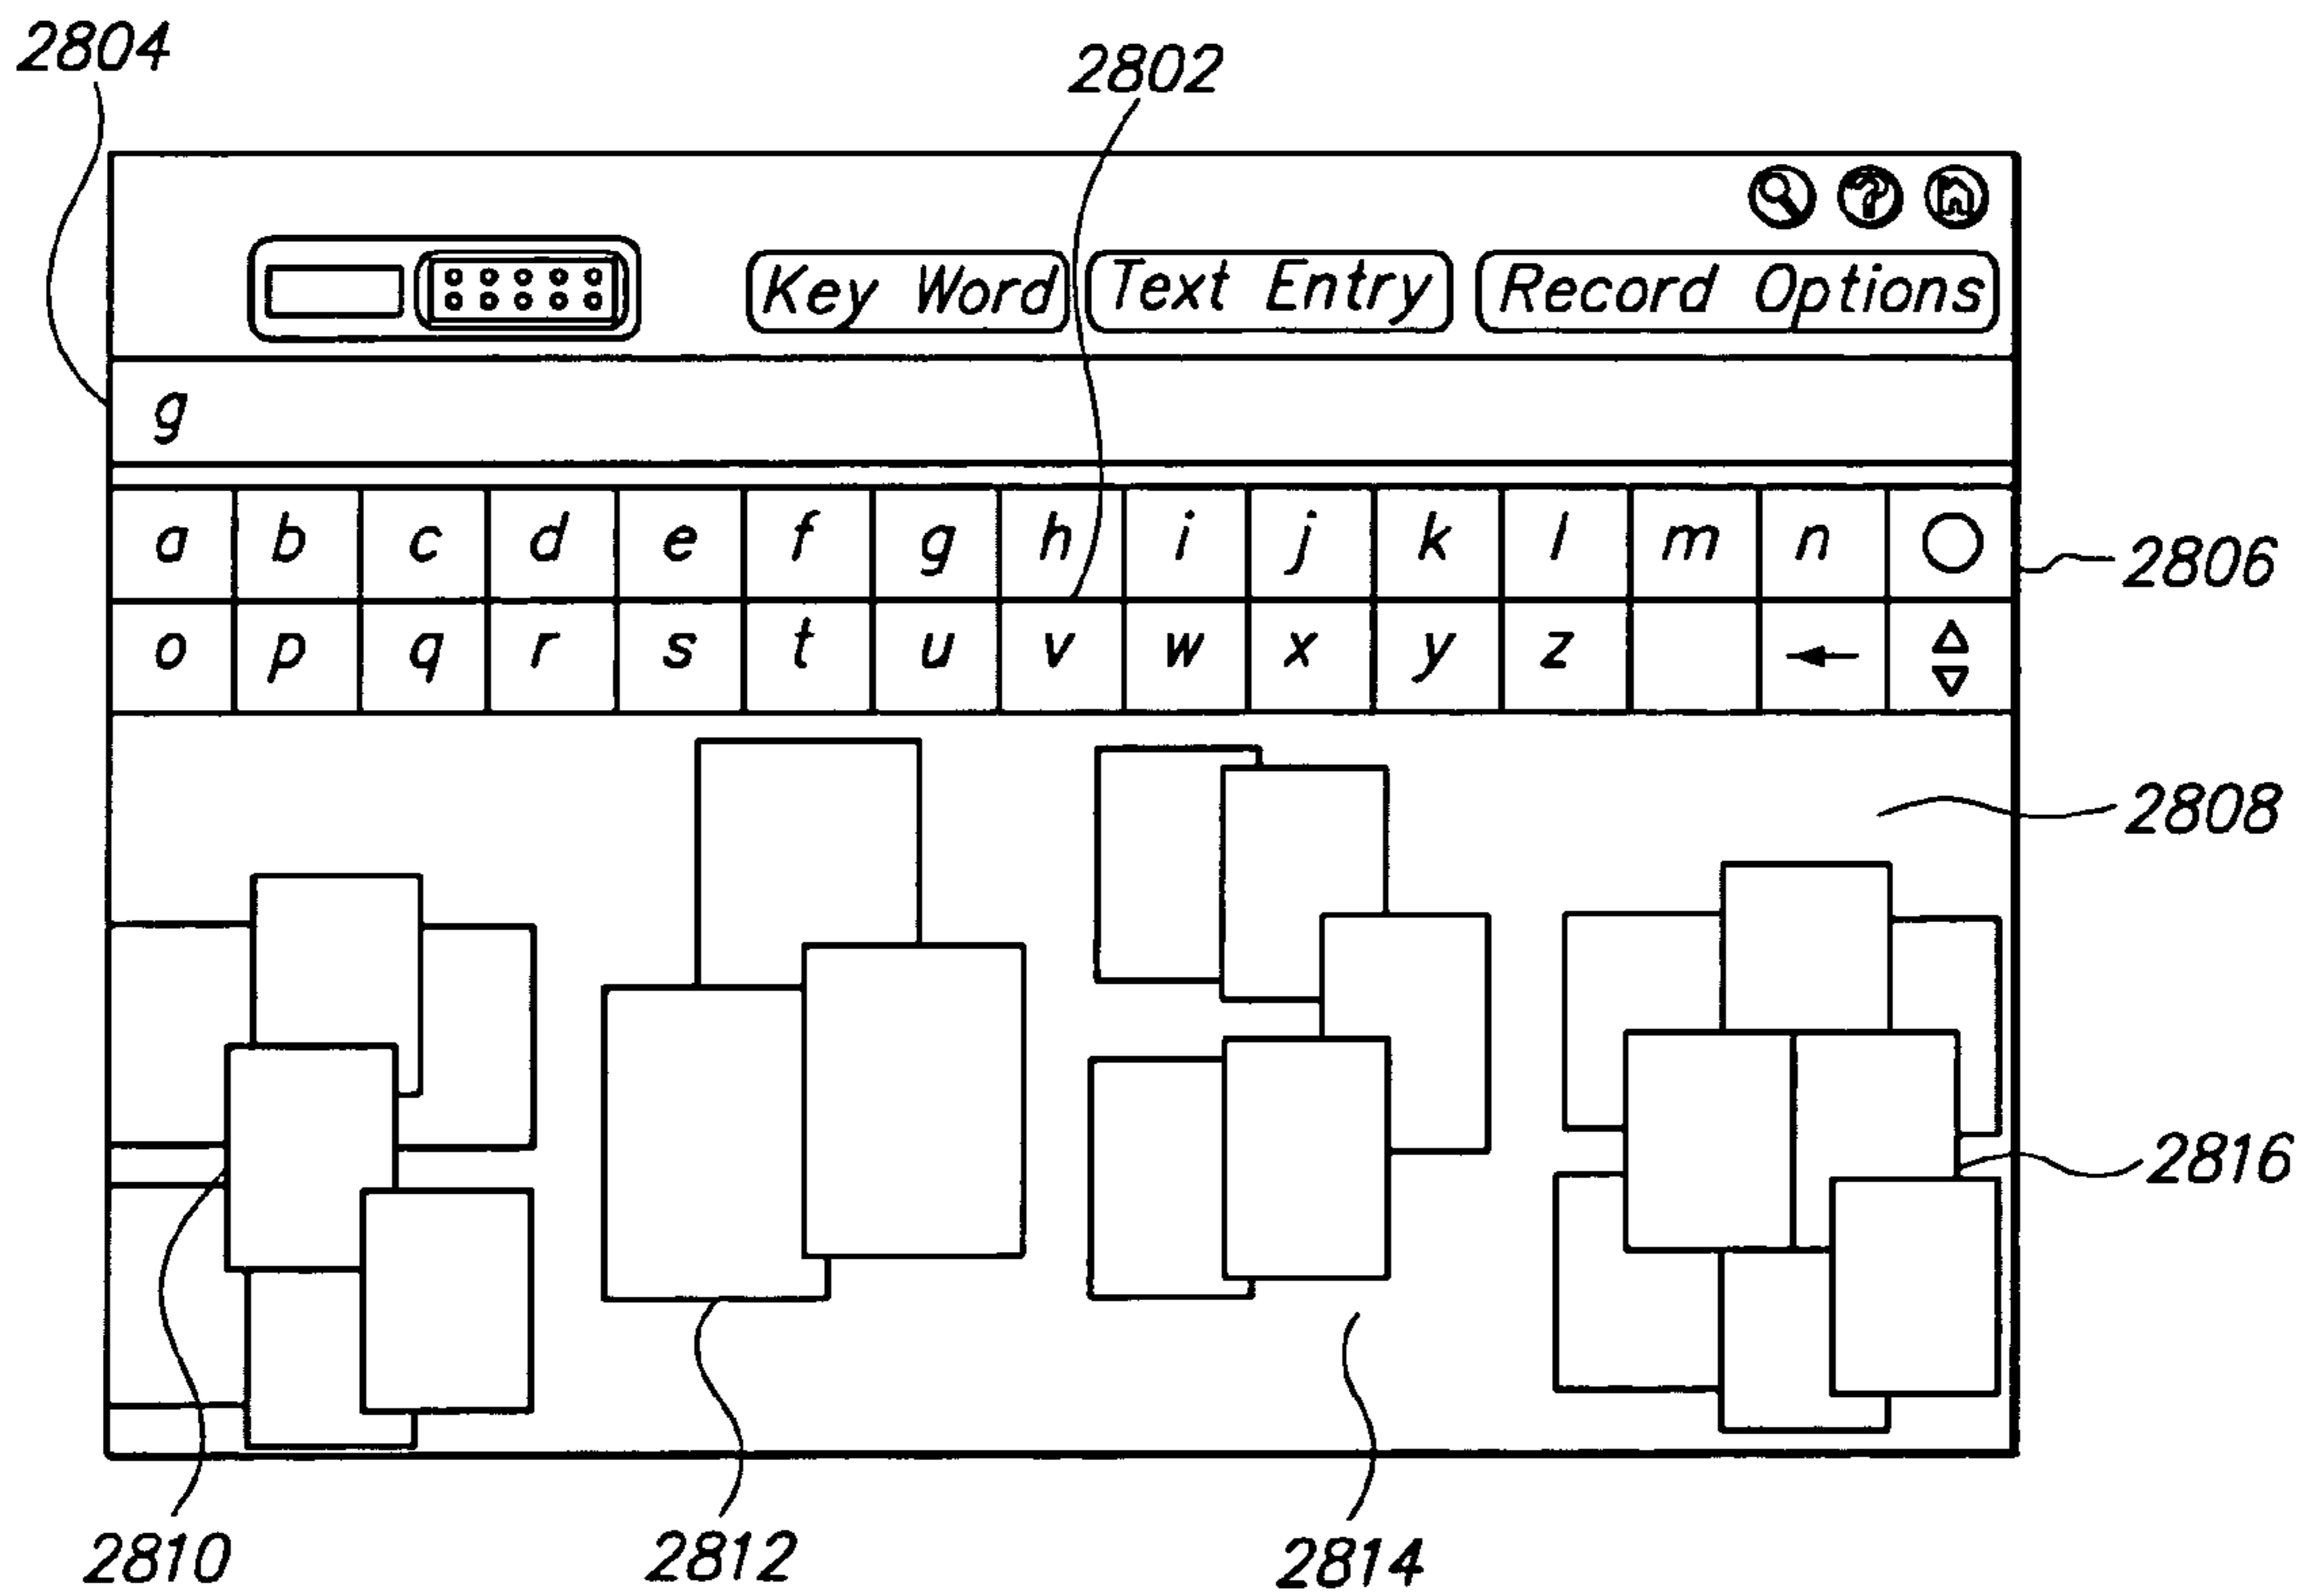 2804
2802
Key Word Text Entry Record Options
g
a b c d e f g h i j k l m n
2806
o p q r s t u v w x y z
2808
2816
2810 2812 2814